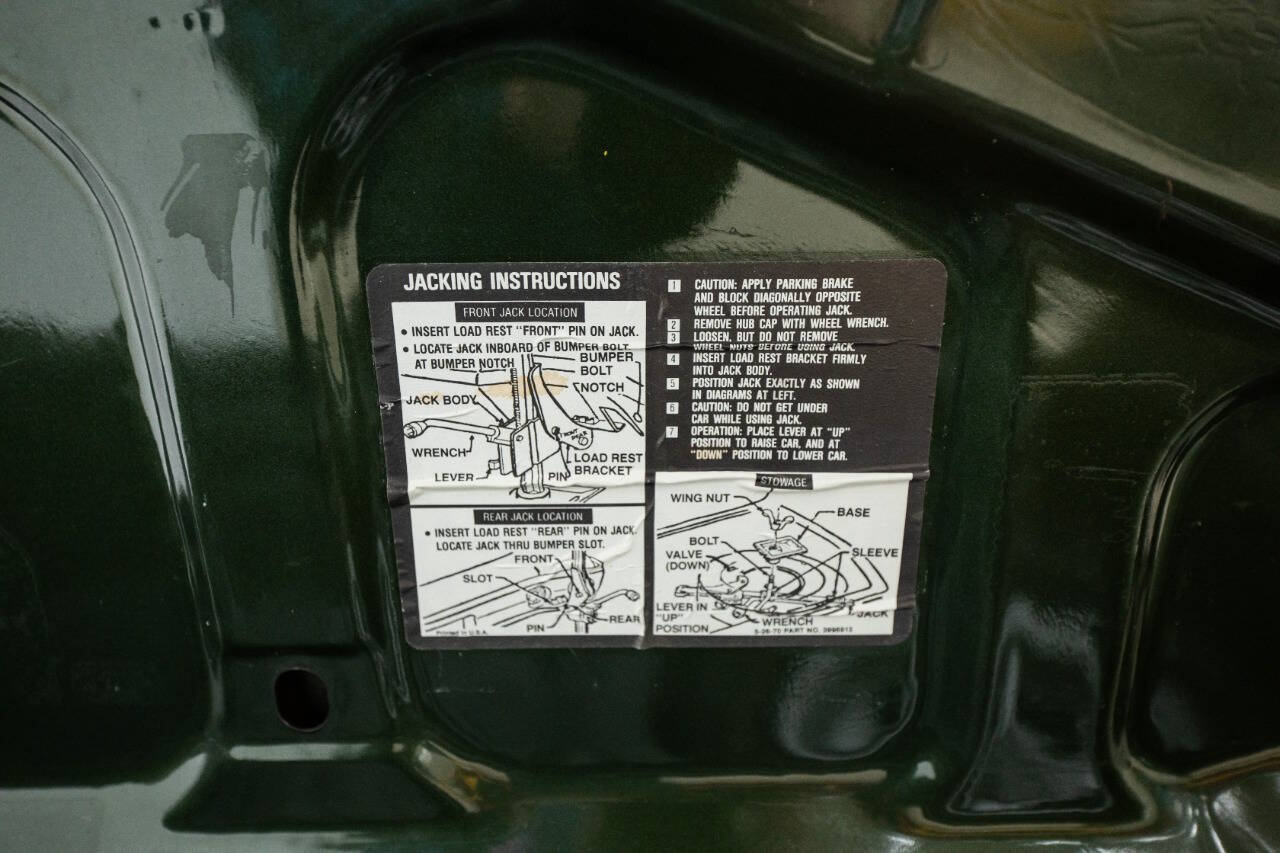 JACKING INSTRUCTIONS
FRONT JACK LOCATION
• INSERT LOAD REST "FRONT" PIN ON JACK.
• LOCATE JACK INBOARD OF BUMPER BOLT
AT BUMPER NOTCH
BUMPER
BOLT
NOTCH
JACK BODY
WRENCH
LEVER
PIN
LOAD REST
BRACKET
REAR JACK LOCATION
• INSERT LOAD REST "REAR" PIN ON JACK.
LOCATE JACK THRU BUMPER SLOT.
FRONT
SLOT
PIN
REAR
Printed in U.S.A.
1 CAUTION: APPLY PARKING BRAKE
AND BLOCK DIAGONALLY OPPOSITE
WHEEL BEFORE OPERATING JACK.
2 REMOVE HUB CAP WITH WHEEL WRENCH.
3 LOOSEN, BUT DO NOT REMOVE
WHEEL NUTS BEFORE USING JACK.
4 INSERT LOAD REST BRACKET FIRMLY
INTO JACK BODY.
5 POSITION JACK EXACTLY AS SHOWN
IN DIAGRAMS AT LEFT.
6 CAUTION: DO NOT GET UNDER
CAR WHILE USING JACK.
7 OPERATION: PLACE LEVER AT "UP"
POSITION TO RAISE CAR, AND AT
"DOWN" POSITION TO LOWER CAR.
STOWAGE
WING NUT
BASE
BOLT
VALVE
(DOWN)
SLEEVE
LEVER IN
"UP"
POSITION
WRENCH
JACK
PART NO.